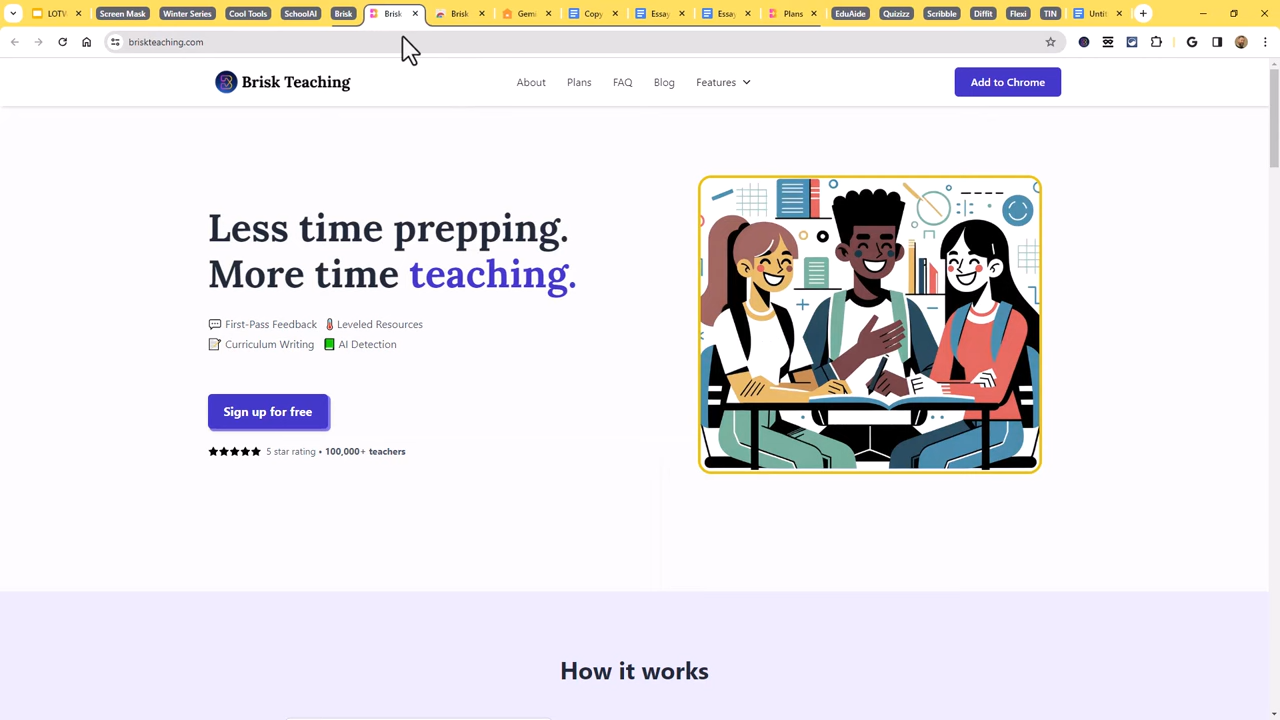 LOTV
Screen Mask
Winter Series
Cool Tools
SchoolAI
Brisk
Brisk
Brisk
Gemi
Copy
Essay
Essay
Plans
EduAide
Quizizz
Scribble
Diffit
Flexi
TIN
Untit
briskteaching.com
Brisk Teaching
About
Plans
FAQ
Blog
Features
Add to Chrome
Less time prepping.
More time teaching.
First-Pass Feedback
Leveled Resources
Curriculum Writing
AI Detection
Sign up for free
5 star rating • 100,000+ teachers
How it works